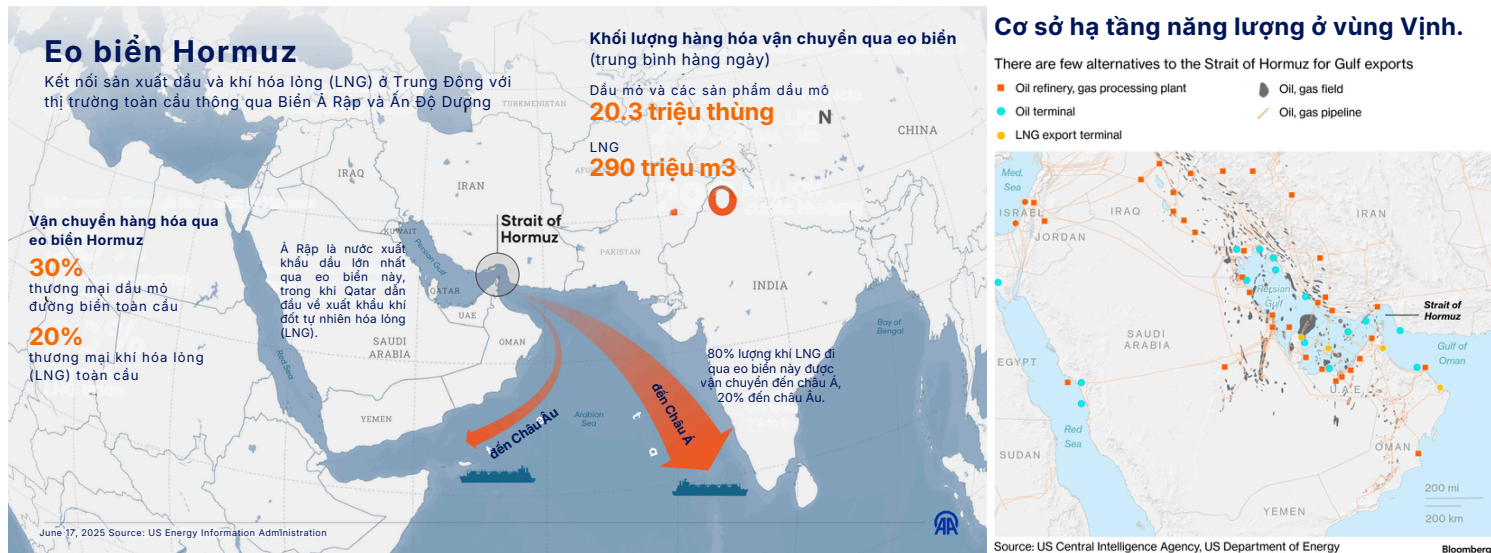 Eo biển Hormuz
Kết nối sản xuất dầu và khí hóa lỏng (LNG) ở Trung Đông với
thị trường toàn cầu thông qua Biển Ả Rập và Ấn Độ Dương
Khối lượng hàng hóa vận chuyển qua eo biển
(trung bình hàng ngày)
Dầu mỏ và các sản phẩm dầu mỏ
20.3 triệu thùng
LNG
290 triệu m3
N
O
Vận chuyển hàng hóa qua
eo biển Hormuz
30%
thương mại dầu mỏ
đường biển toàn cầu
20%
thương mại khí hóa lỏng
(LNG) toàn cầu
Ả Rập là nước xuất
khẩu dầu lớn nhất
qua eo biển này,
trong khi Qatar dẫn
đầu về xuất khẩu khí
đốt tự nhiên hóa lỏng
(LNG).
Strait of
Hormuz
80% lượng khí LNG đi
qua eo biển này được
vận chuyển đến châu Á,
20% đến châu Âu.
đến Châu Âu
đến Châu Á
TURKMENISTAN
CHINA
IRAQ
IRAN
KUWAIT
Persian Gulf
QATAR
UAE
SAUDI
ARABIA
OMAN
YEMEN
Red Sea
PAKISTAN
INDIA
Bay of
Bengal
Arabian
Sea
June 17, 2025 Source: US Energy Information Administration
AA
Cơ sở hạ tầng năng lượng ở vùng Vịnh.
There are few alternatives to the Strait of Hormuz for Gulf exports
Oil refinery, gas processing plant
Oil, gas field
Oil terminal
Oil, gas pipeline
LNG export terminal
Med.
Sea
ISRAEL
JORDAN
IRAQ
IRAN
Persian
Gulf
Strait of
Hormuz
Gulf of
Oman
SAUDI
ARABIA
EGYPT
U.A.E.
OMAN
Red
Sea
SUDAN
YEMEN
200 mi
200 km
Source: US Central Intelligence Agency, US Department of Energy
Bloomberg